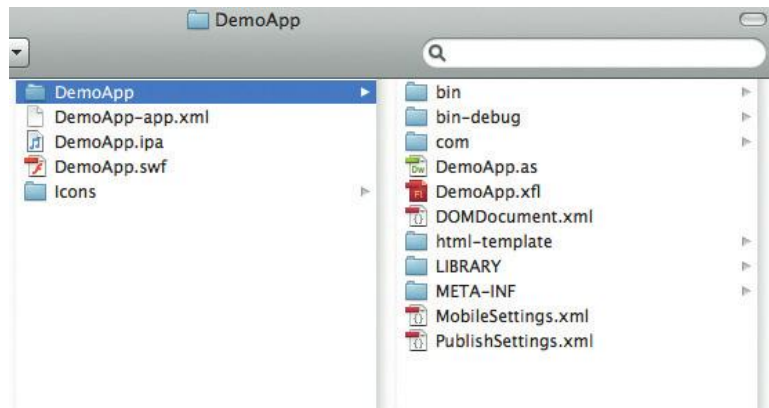 DemoApp
DemoApp
DemoApp-app.xml
DemoApp.ipa
DemoApp.swf
Icons
bin
bin-debug
com
DemoApp.as
DemoApp.xfl
DOMDocument.xml
html-template
LIBRARY
META-INF
MobileSettings.xml
PublishSettings.xml